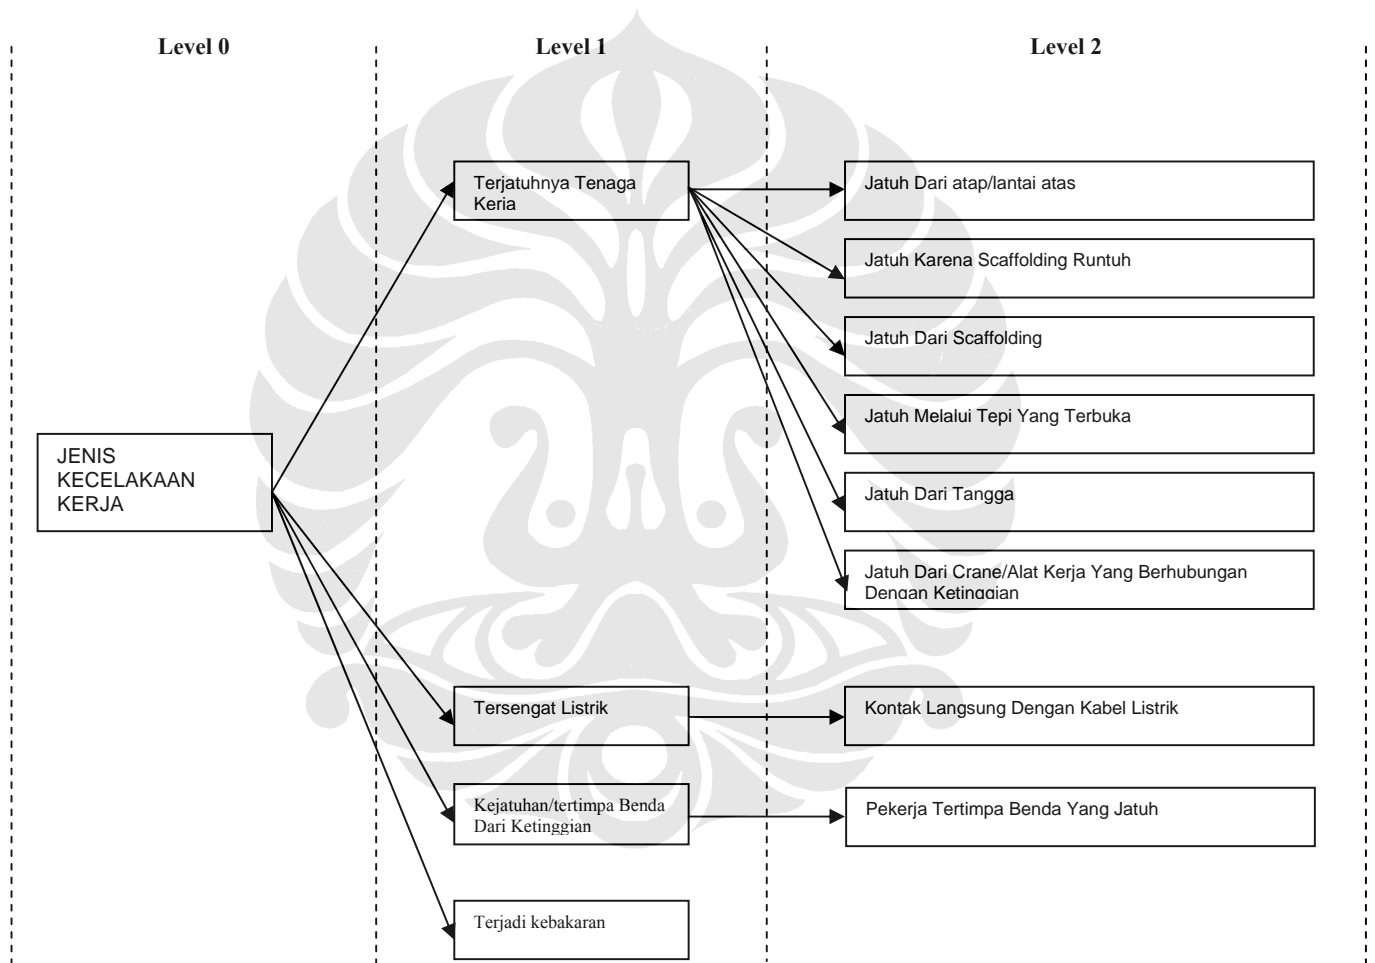 Level 0
Level 1
Level 2
JENIS
KECELAKAAN
KERJA
Terjatuhnya Tenaga
Kerja
Jatuh Dari atap/lantai atas
Jatuh Karena Scaffolding Runtuh
Jatuh Dari Scaffolding
Jatuh Melalui Tepi Yang Terbuka
Jatuh Dari Tangga
Jatuh Dari Crane/Alat Kerja Yang Berhubungan
Dengan Ketinggian
Tersengat Listrik
Kontak Langsung Dengan Kabel Listrik
Kejatuhan/tertimpa Benda
Dari Ketinggian
Pekerja Tertimpa Benda Yang Jatuh
Terjadi kebakaran